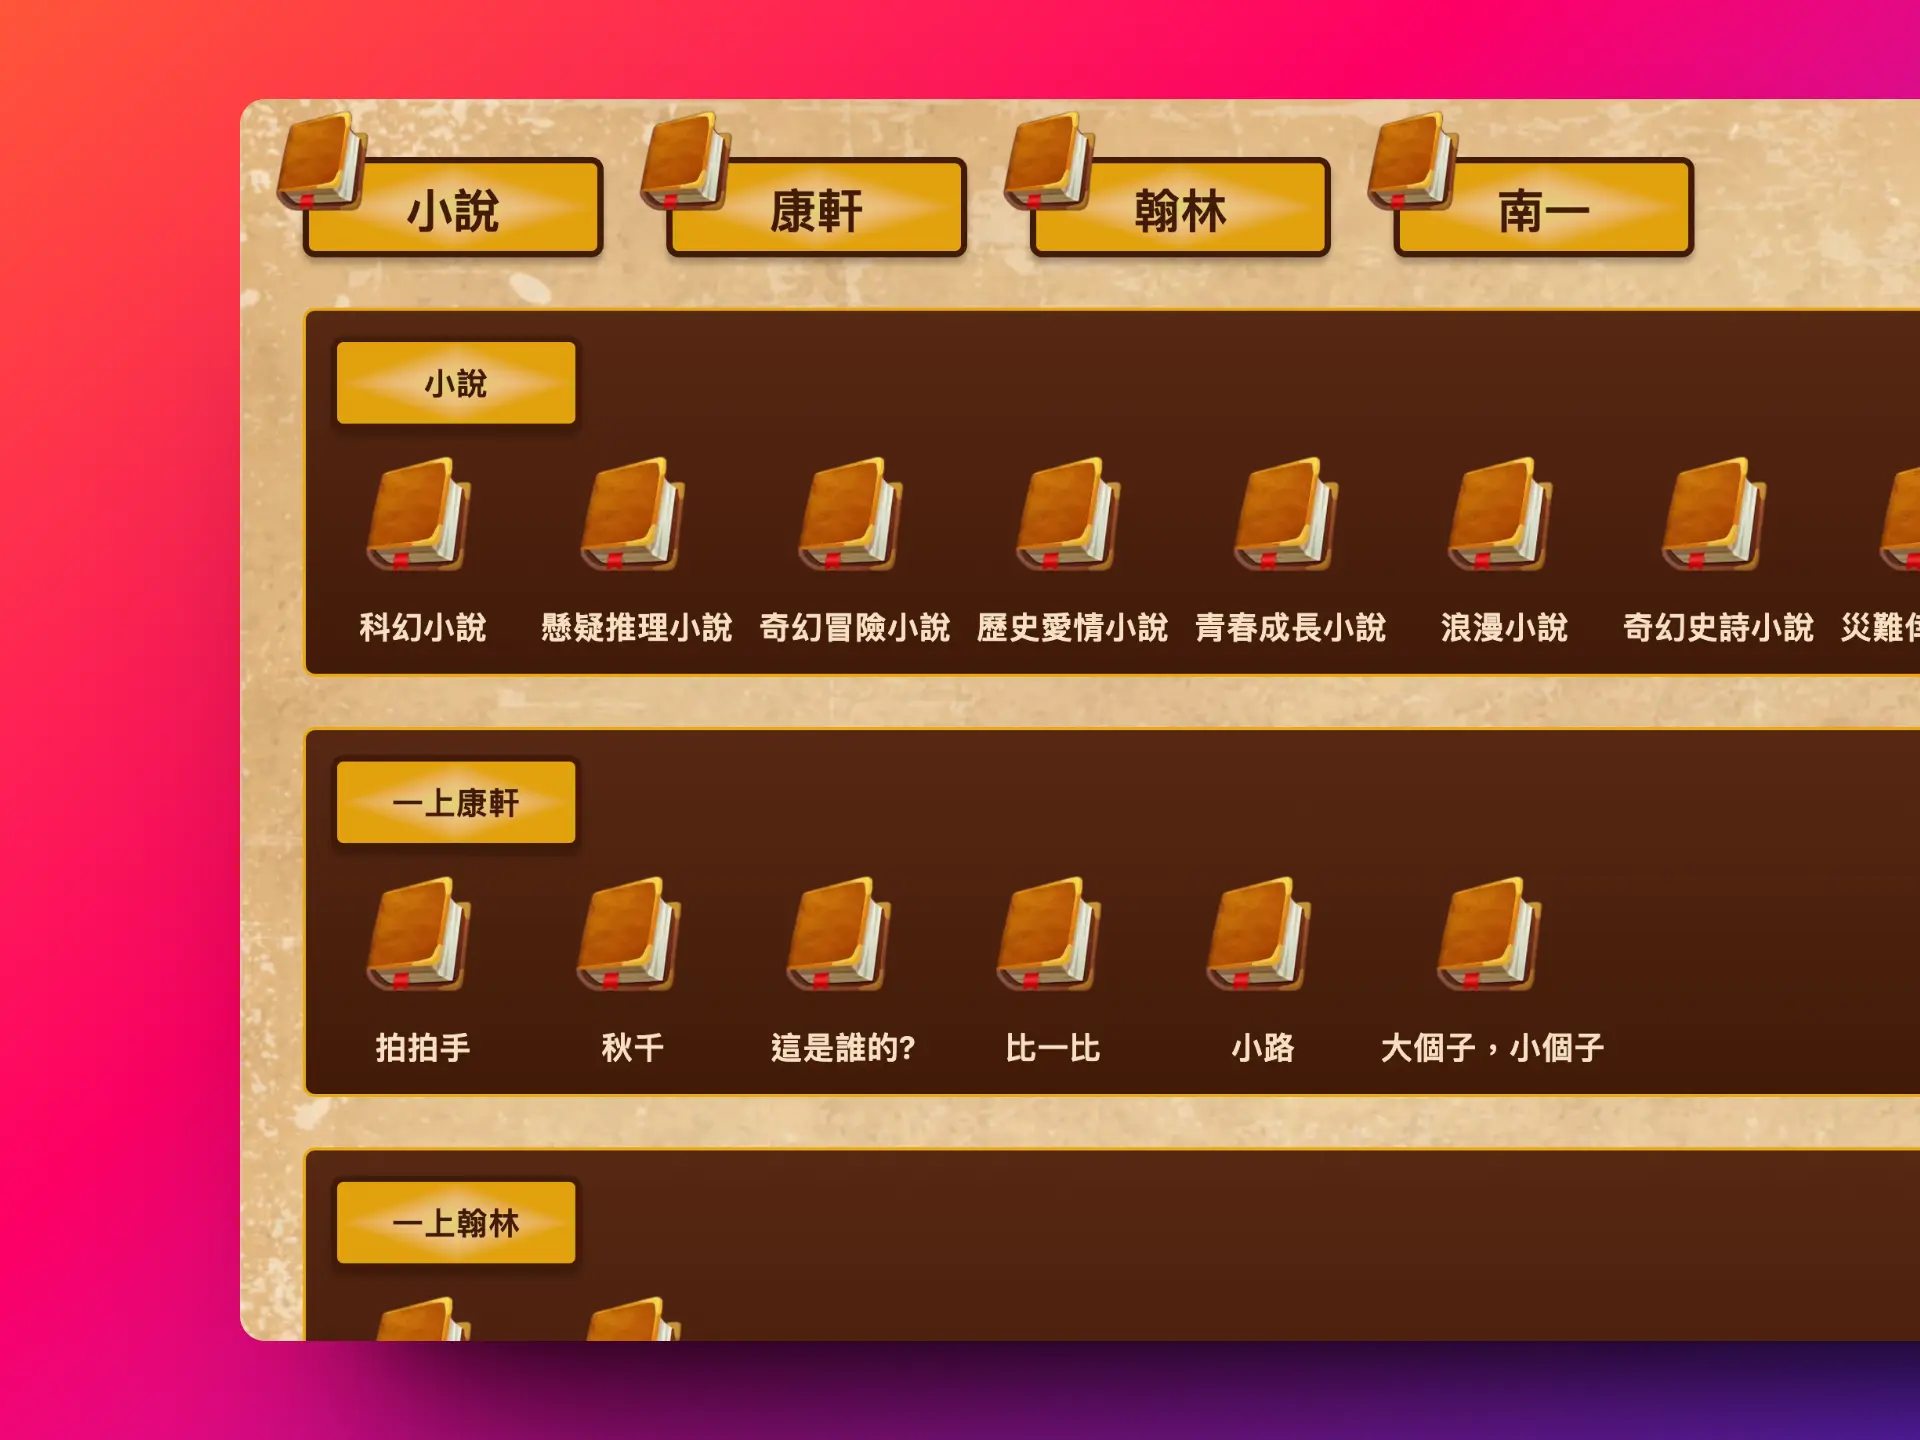 小說
康軒
翰林
南一
小說
科幻小說
懸疑推理小說
奇幻冒險小說
歷史愛情小說
青春成長小說
浪漫小說
奇幻史詩小說
災難
一上康軒
拍拍手
秋千
這是誰的?
比一比
小路
大個子，小個子
一上翰林